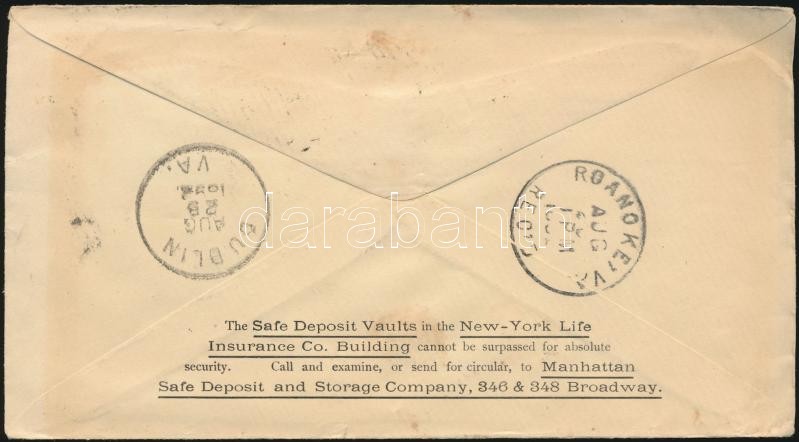 DUBLIN
AUG
28
VA.
ROANOKE, VA
AUG
1 PM
REC'D
darabanth
The Safe Deposit Vaults in the New-York Life
Insurance Co. Building cannot be surpassed for absolute
security. Call and examine, or send for circular, to Manhattan
Safe Deposit and Storage Company, 346 & 348 Broadway.